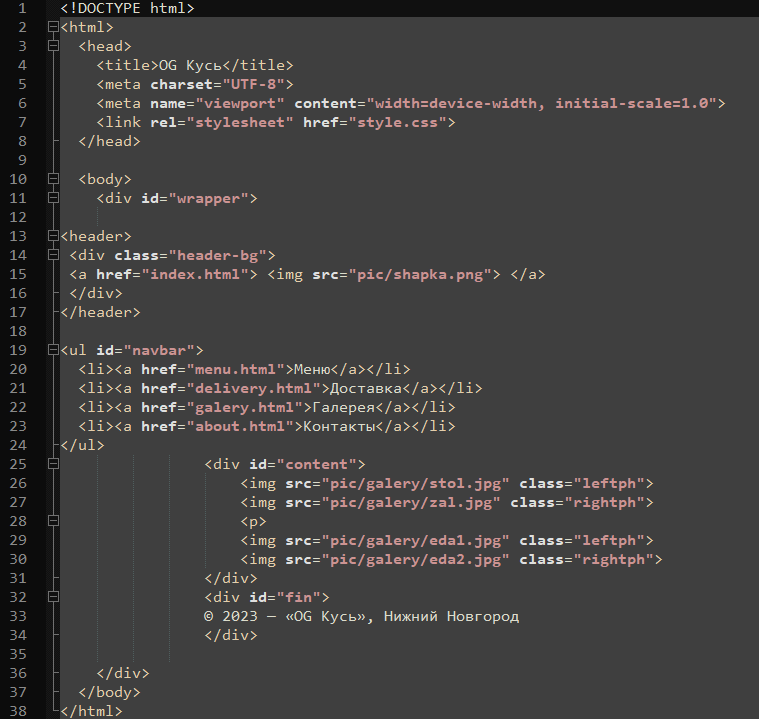 1 <!DOCTYPE html>
2 <html>
3 <head>
4 <title>OG Кусь</title>
5 <meta charset="UTF-8">
6 <meta name="viewport" content="width=device-width, initial-scale=1.0">
7 <link rel="stylesheet" href="style.css">
8 </head>
9
10 <body>
11 <div id="wrapper">
12
13 <header>
14 <div class="header-bg">
15 <a href="index.html"> <img src="pic/shapka.png"> </a>
16 </div>
17 </header>
18
19 <ul id="navbar">
20 <li><a href="menu.html">Меню</a></li>
21 <li><a href="delivery.html">Доставка</a></li>
22 <li><a href="galery.html">Галерея</a></li>
23 <li><a href="about.html">Контакты</a></li>
24 </ul>
25 <div id="content">
26 <img src="pic/galery/stol.jpg" class="leftph">
27 <img src="pic/galery/zal.jpg" class="rightph">
28 <p>
29 <img src="pic/galery/eda1.jpg" class="leftph">
30 <img src="pic/galery/eda2.jpg" class="rightph">
31 </div>
32 <div id="fin">
33 © 2023 — «OG Кусь», Нижний Новгород
34 </div>
35
36 </div>
37 </body>
38 </html>